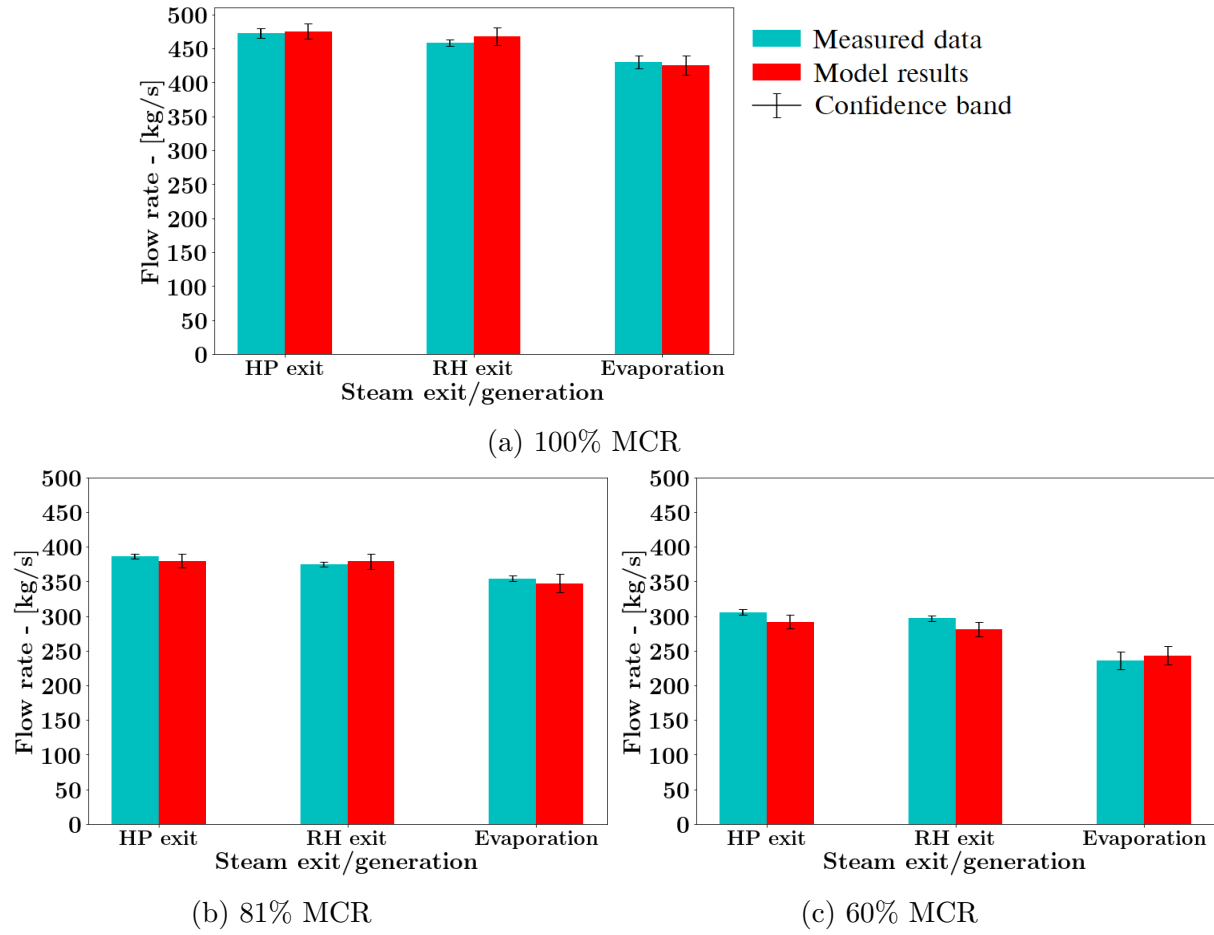 500
450
400
350
300
250
200
150
100
50
0
Flow rate - [kg/s]
HP exit
RH exit
Evaporation
Steam exit/generation
Measured data
Model results
Confidence band
(a) 100% MCR
500
450
400
350
300
250
200
150
100
50
0
Flow rate - [kg/s]
HP exit
RH exit
Evaporation
Steam exit/generation
(b) 81% MCR
500
450
400
350
300
250
200
150
100
50
0
Flow rate - [kg/s]
HP exit
RH exit
Evaporation
Steam exit/generation
(c) 60% MCR